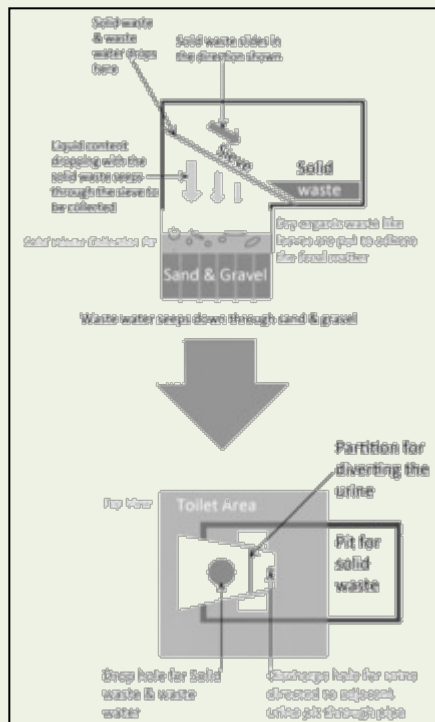 Solid waste
& waste
water drops
here
Solid waste slides in
the direction shown
Liquid content
dropping with the
solid waste seeps
through the sieve to
be collected
Sieve
Solid
waste
Dry organic waste like
leaves are put to adhere
the fecal matter
Sand & Gravel
Waste water seeps down through sand & gravel
Partition for
diverting the
urine
Top View
Toilet Area
Pit for
solid
waste
Drop hole for Solid
waste & waste
water
Discharge hole for urine
directed to adjacent
urine pit through pipe